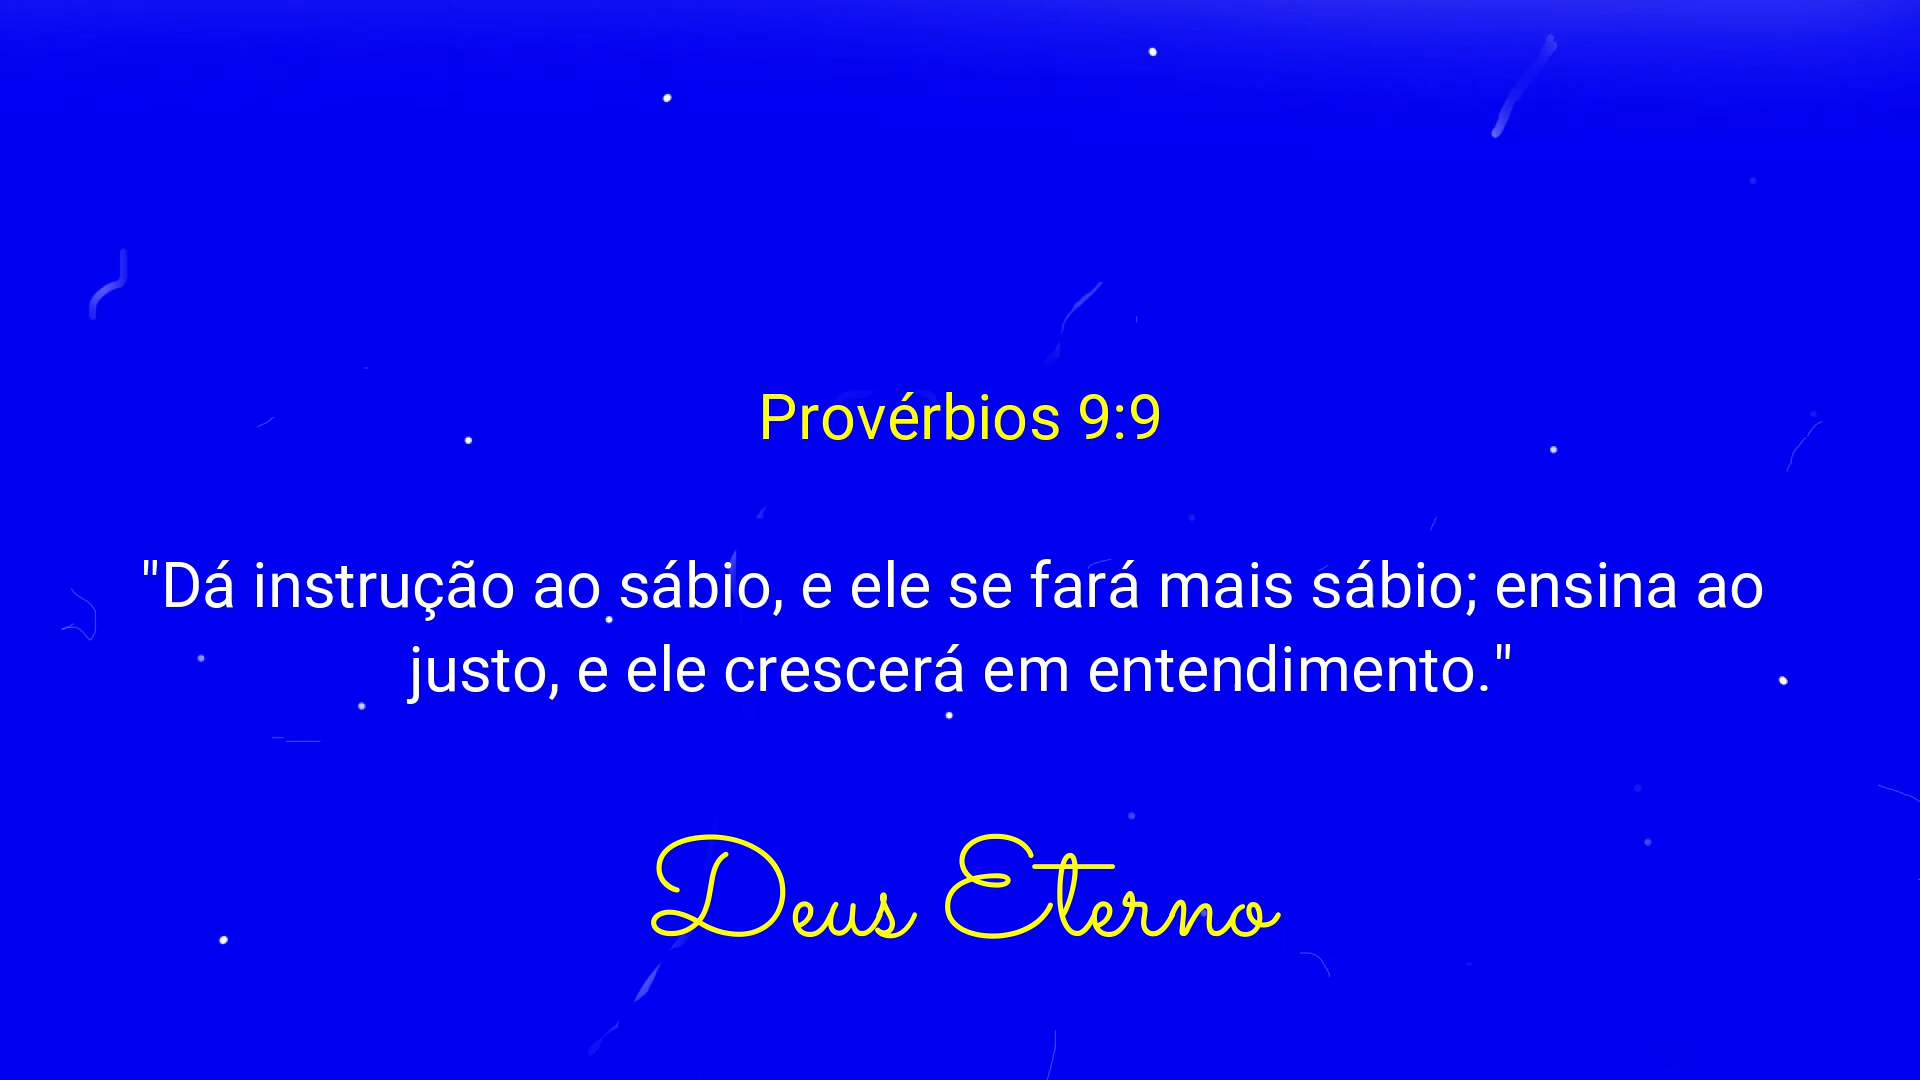 Provérbios 9:9
"Dá instrução ao sábio, e ele se fará mais sábio; ensina ao
justo, e ele crescerá em entendimento."
Deus Eterno